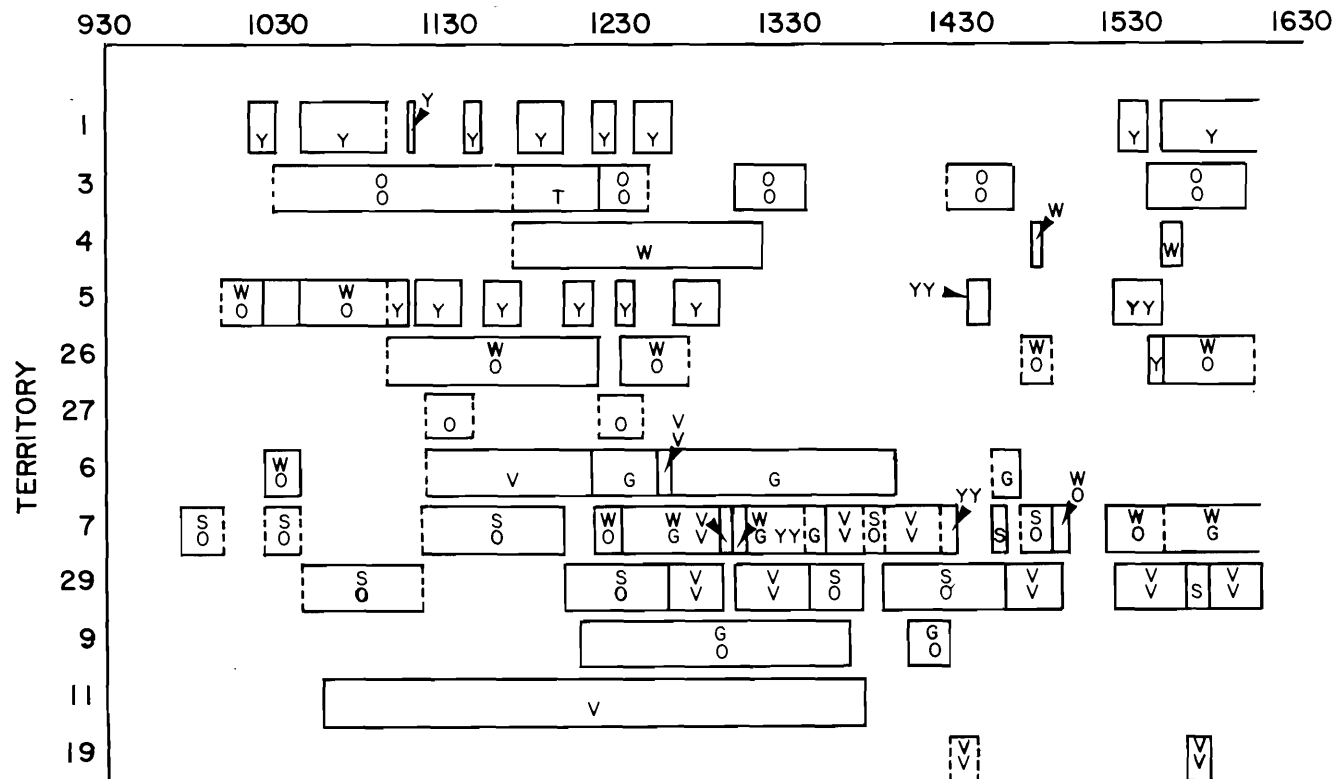 930 1030 1130 1230 1330 1430 1530 1630
TERRITORY
Y
1 Y Y Y Y Y Y Y Y
3 O O T O O O O O O O O O
W
4 W W
5 W O W O Y Y Y Y Y Y YY YY
26 W O W O W O Y W O
27 O O
V V
6 W O V G G G
YY W O
7 S O S O S O W O W G V V W G YY G V V S O V V S S O W O W G
29 S O S O V V V V S O S O V V V V S V V
9 G O G O
11 V
19 V V V V